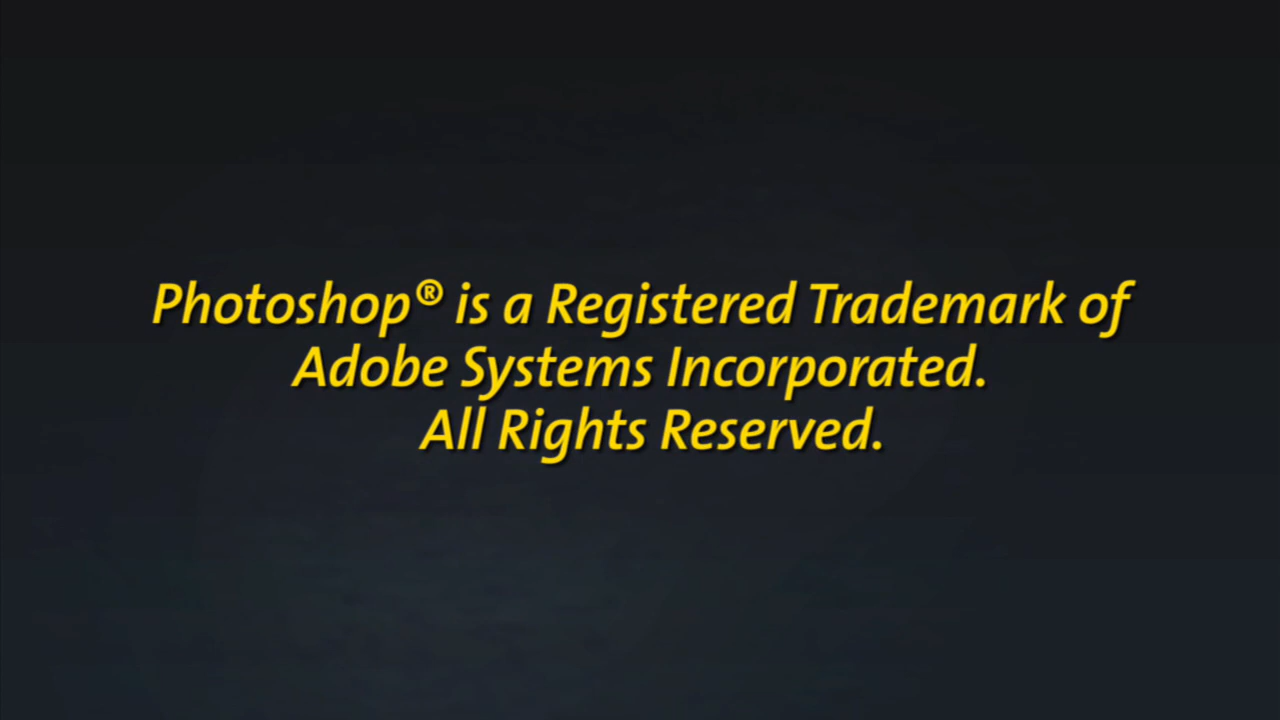 Photoshop® is a Registered Trademark of
Adobe Systems Incorporated.
All Rights Reserved.